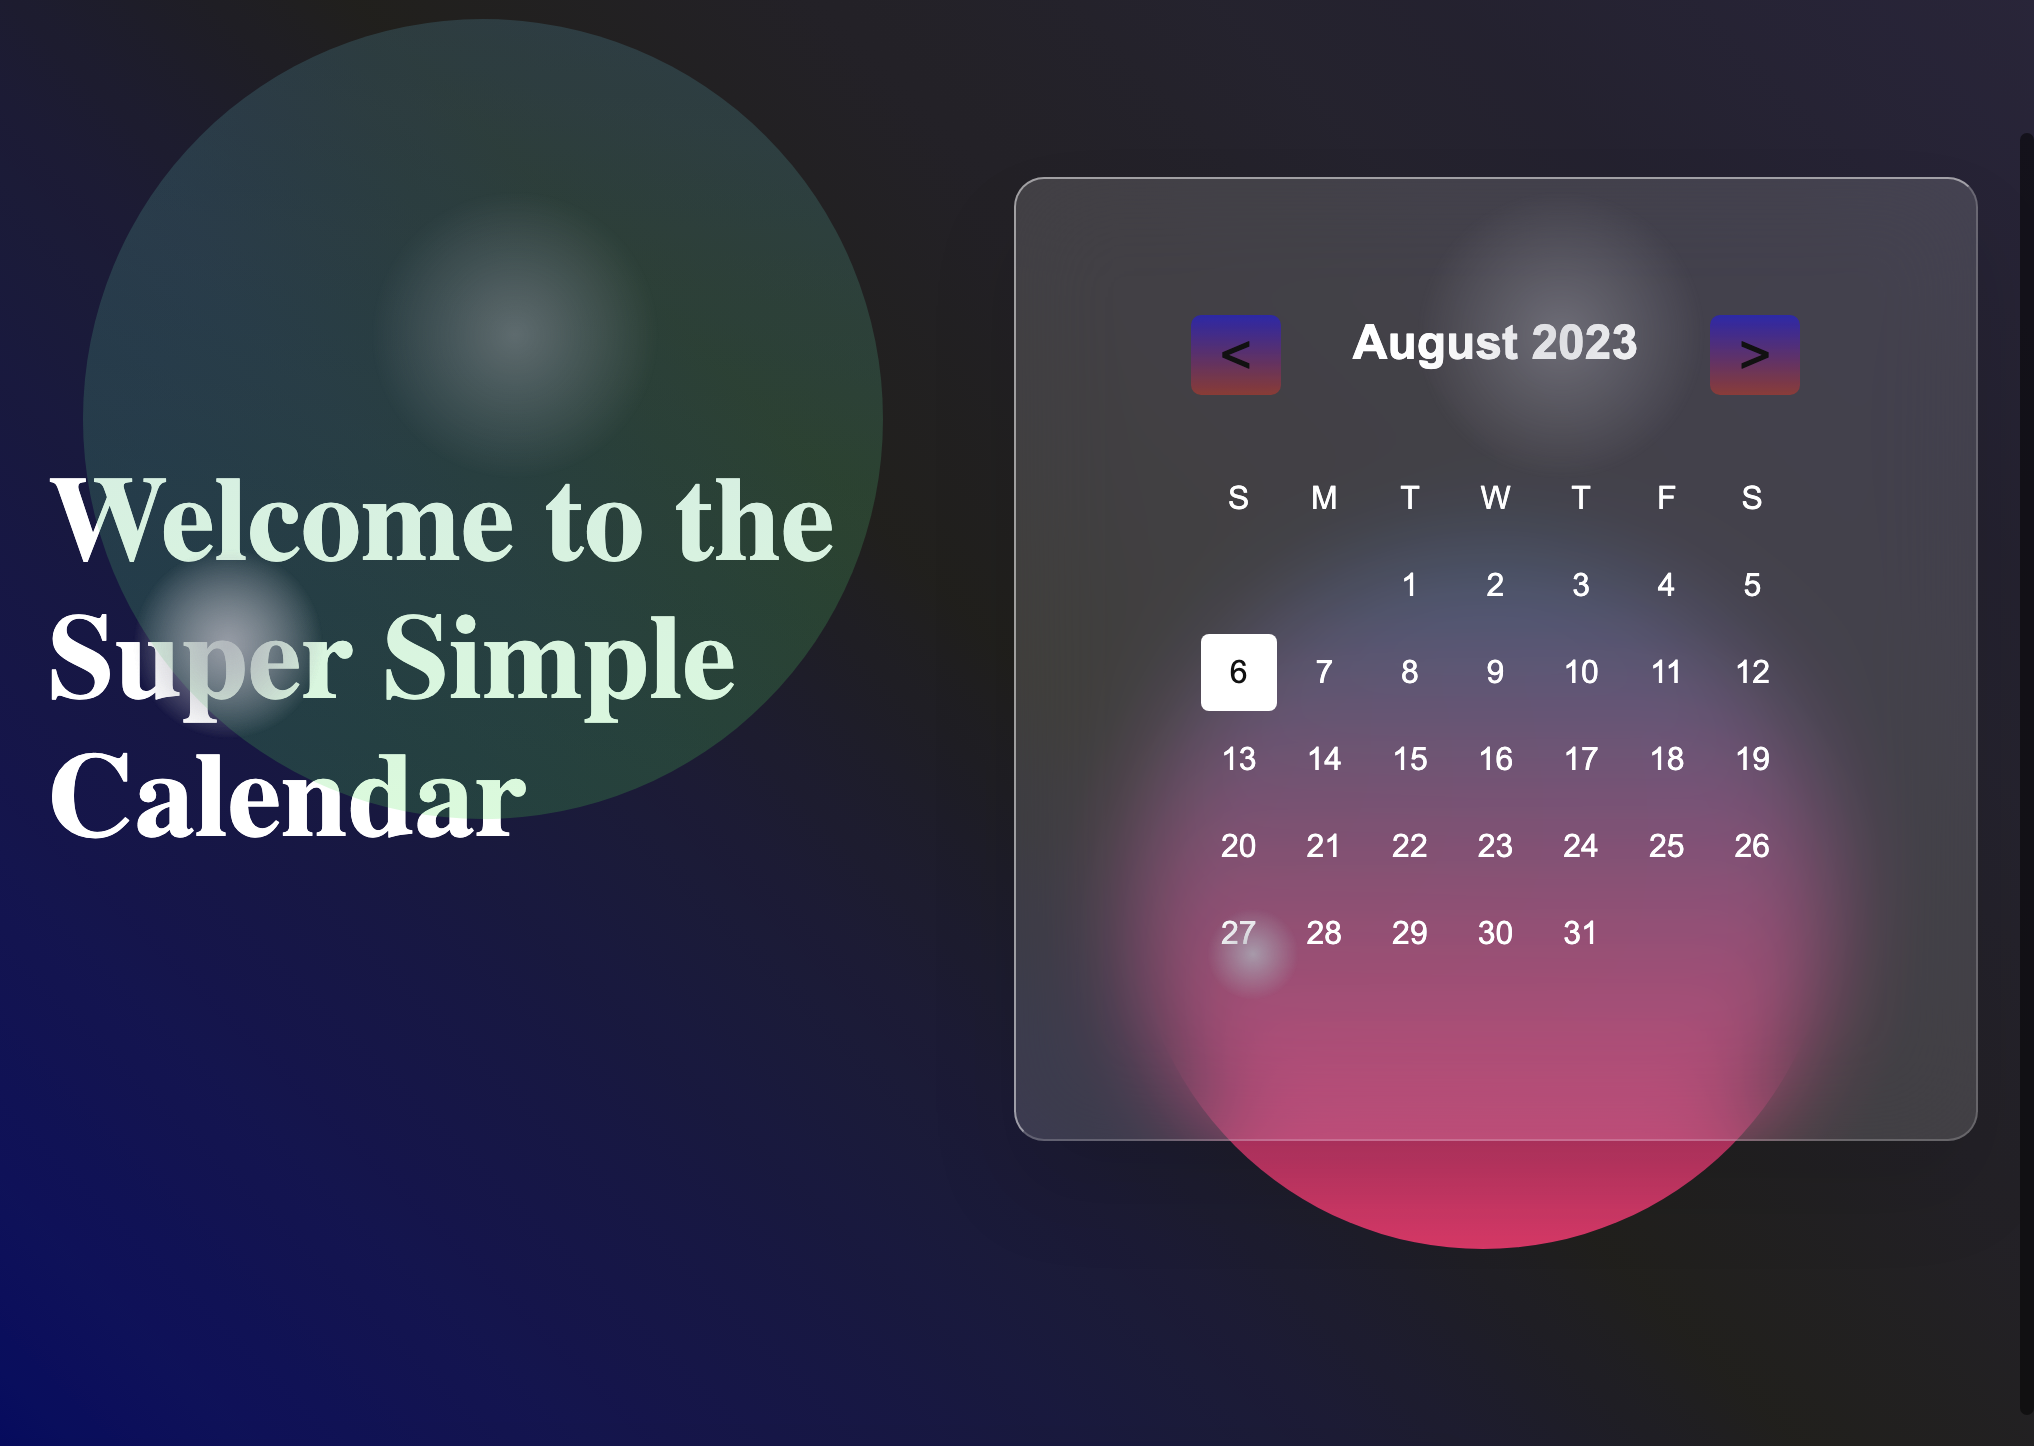 Welcome to the
Super Simple
Calendar
< August 2023 >
S M T W T F S
1 2 3 4 5
6 7 8 9 10 11 12
13 14 15 16 17 18 19
20 21 22 23 24 25 26
27 28 29 30 31